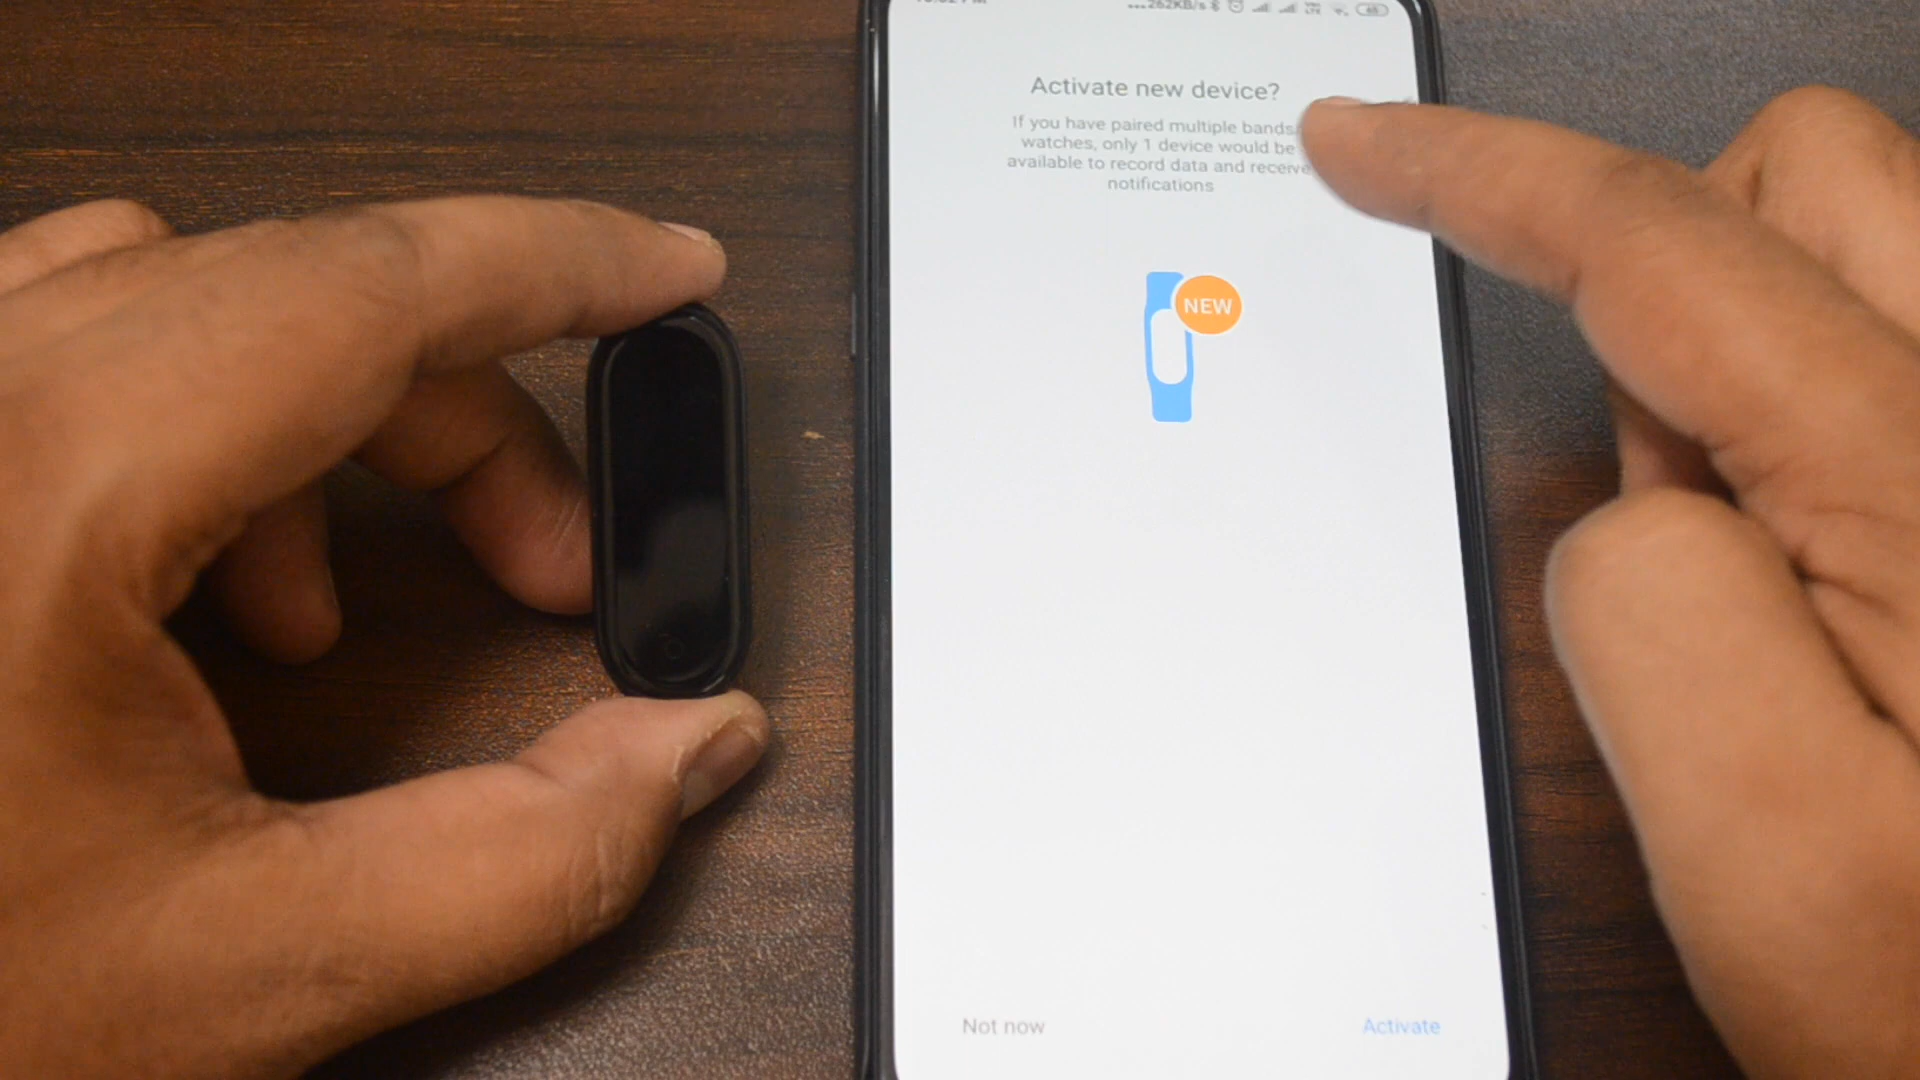 262KB/s
Activate new device?
If you have paired multiple bands
watches, only 1 device would be
available to record data and receive
notifications
NEW
Not now Activate